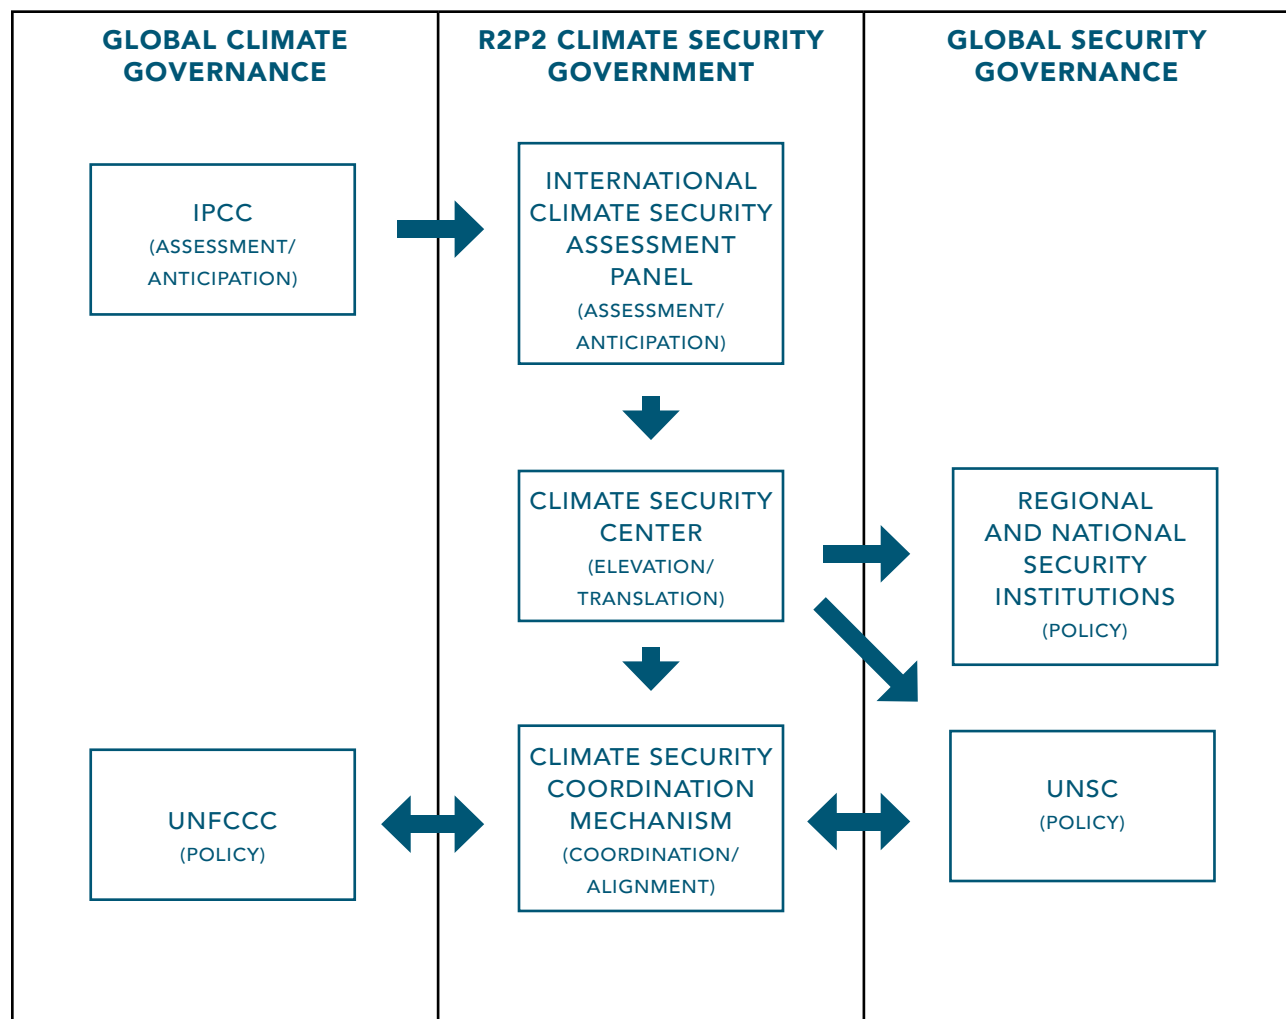 GLOBAL CLIMATE
GOVERNANCE
R2P2 CLIMATE SECURITY
GOVERNMENT
GLOBAL SECURITY
GOVERNANCE
IPCC
(ASSESSMENT/
ANTICIPATION)
INTERNATIONAL
CLIMATE SECURITY
ASSESSMENT
PANEL
(ASSESSMENT/
ANTICIPATION)
CLIMATE SECURITY
CENTER
(ELEVATION/
TRANSLATION)
REGIONAL
AND NATIONAL
SECURITY
INSTITUTIONS
(POLICY)
UNFCCC
(POLICY)
CLIMATE SECURITY
COORDINATION
MECHANISM
(COORDINATION/
ALIGNMENT)
UNSC
(POLICY)